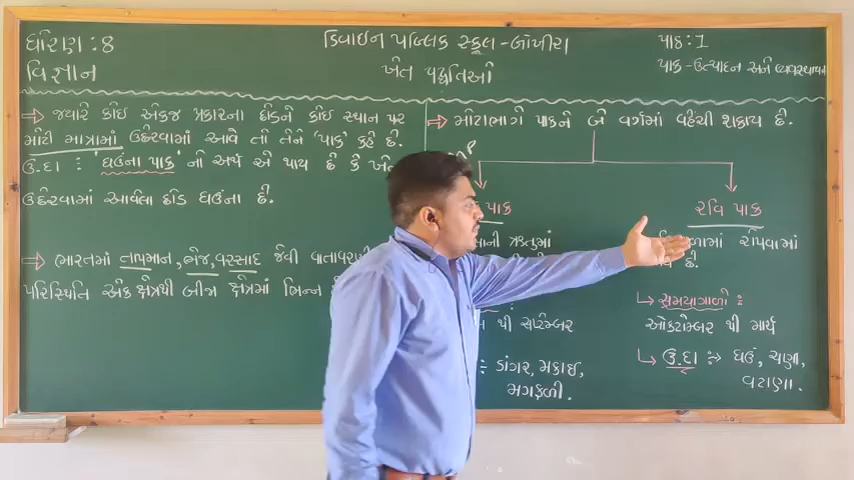 ધોરણ : 8
વિજ્ઞાન
ડિવાઇન પબ્લિક સ્કૂલ - બોખીરા
ખેત પદ્ધતિઓ
પાઠ : 1
પાક - ઉત્પાદન અને વ્યવસ્થાપન
→ જ્યારે કોઇ એકજ પ્રકારના છોડને કોઇ સ્થાન પર
મોટી માત્રામાં ઉછેરવામાં આવે તો તેને 'પાક' કહે છે.
ઉ.દા : 'ઘઉંના પાક' નો અર્થ એ થાય છે કે
ઉછેરવામાં આવેલા છોડ ઘઉંના છે.
→ ભારતમાં તાપમાન, ભેજ, વરસાદ જેવી
પરિસ્થિતિ એક ક્ષેત્રથી બીજા ક્ષેત્રમાં ભિન્ન
→ મોટાભાગે પાકને બે વર્ગમાં વહેંચી શકાય છે.
પાક
ઋતુમાં
થી સપ્ટેમ્બર
: ડાંગર, મકાઇ,
મગફળી.
રવિ પાક
રોપવામાં
છે.
↳ સમયગાળો :
ઓક્ટોમ્બર થી માર્ચ
↳ ઉ.દા :→ ઘઉં, ચણા,
વટાણા.